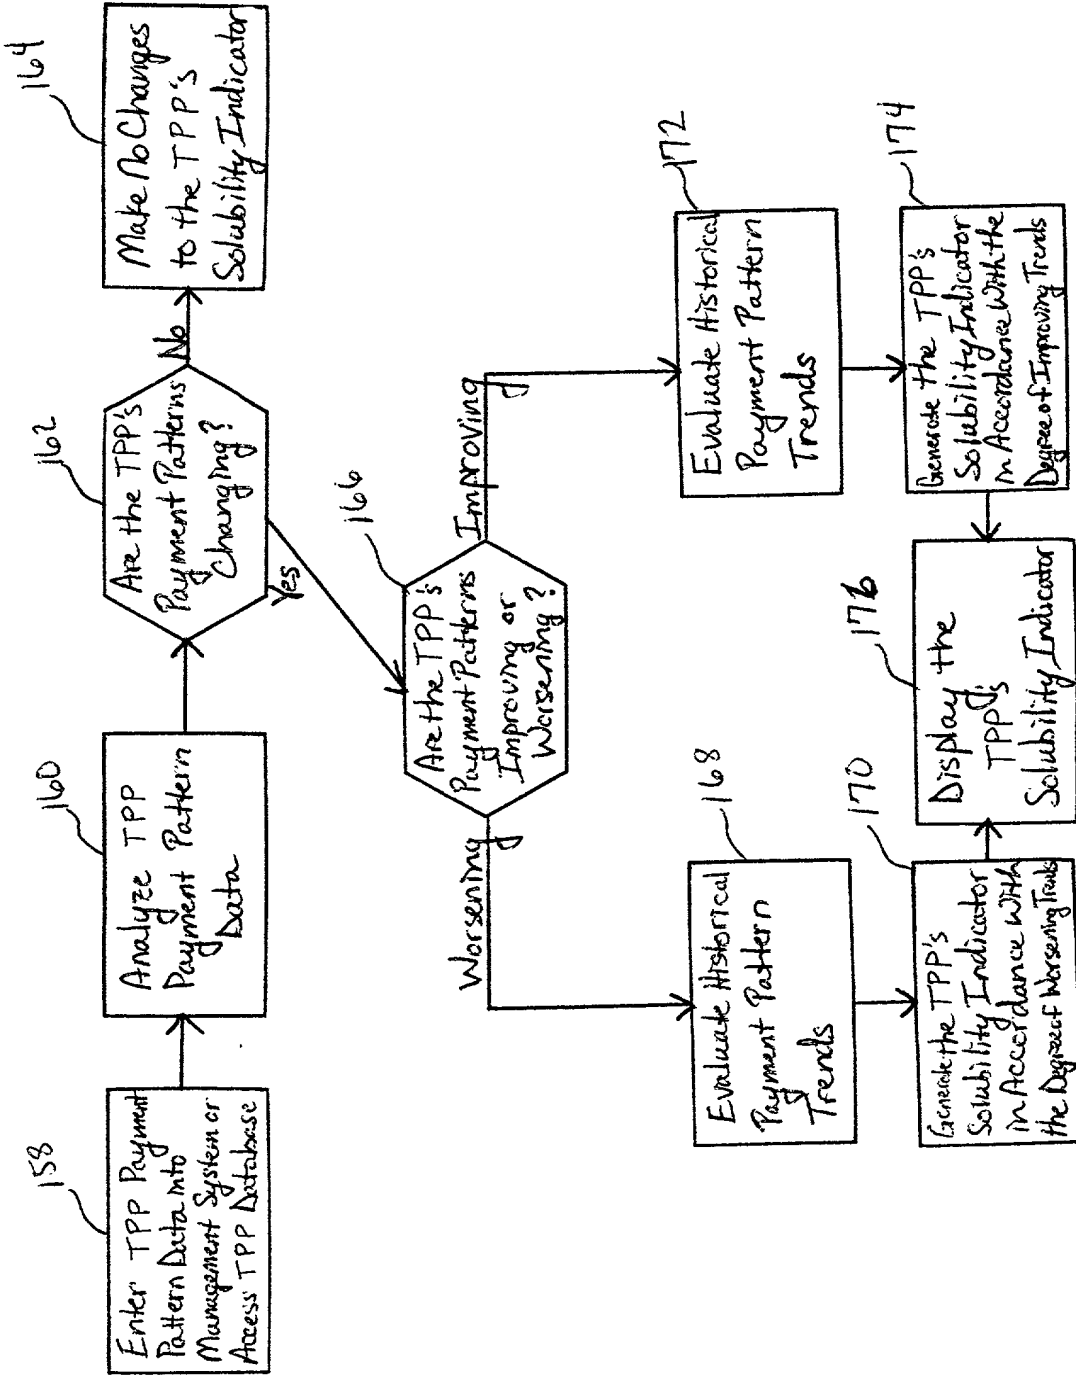 158
Enter TPP Payment
Pattern Data into
Management System or
Access TPP Database
160
Analyze TPP
Payment Pattern
Data
162
Are the TPP's
Payment Patterns
Changing?
No
Yes
164
Make No Changes
to the TPP's
Solubility Indicator
166
Are the TPP's
Payment Patterns
Improving or
Worsening?
Worsening
Improving
168
Evaluate Historical
Payment Pattern
Trends
170
Generate the TPP's
Solubility Indicator
in Accordance With
the Degree of Worsening Trends
172
Evaluate Historical
Payment Pattern
Trends
174
Generate the TPP's
Solubility Indicator
in Accordance With the
Degree of Improving Trends
176
Display the
TPP's
Solubility Indicator